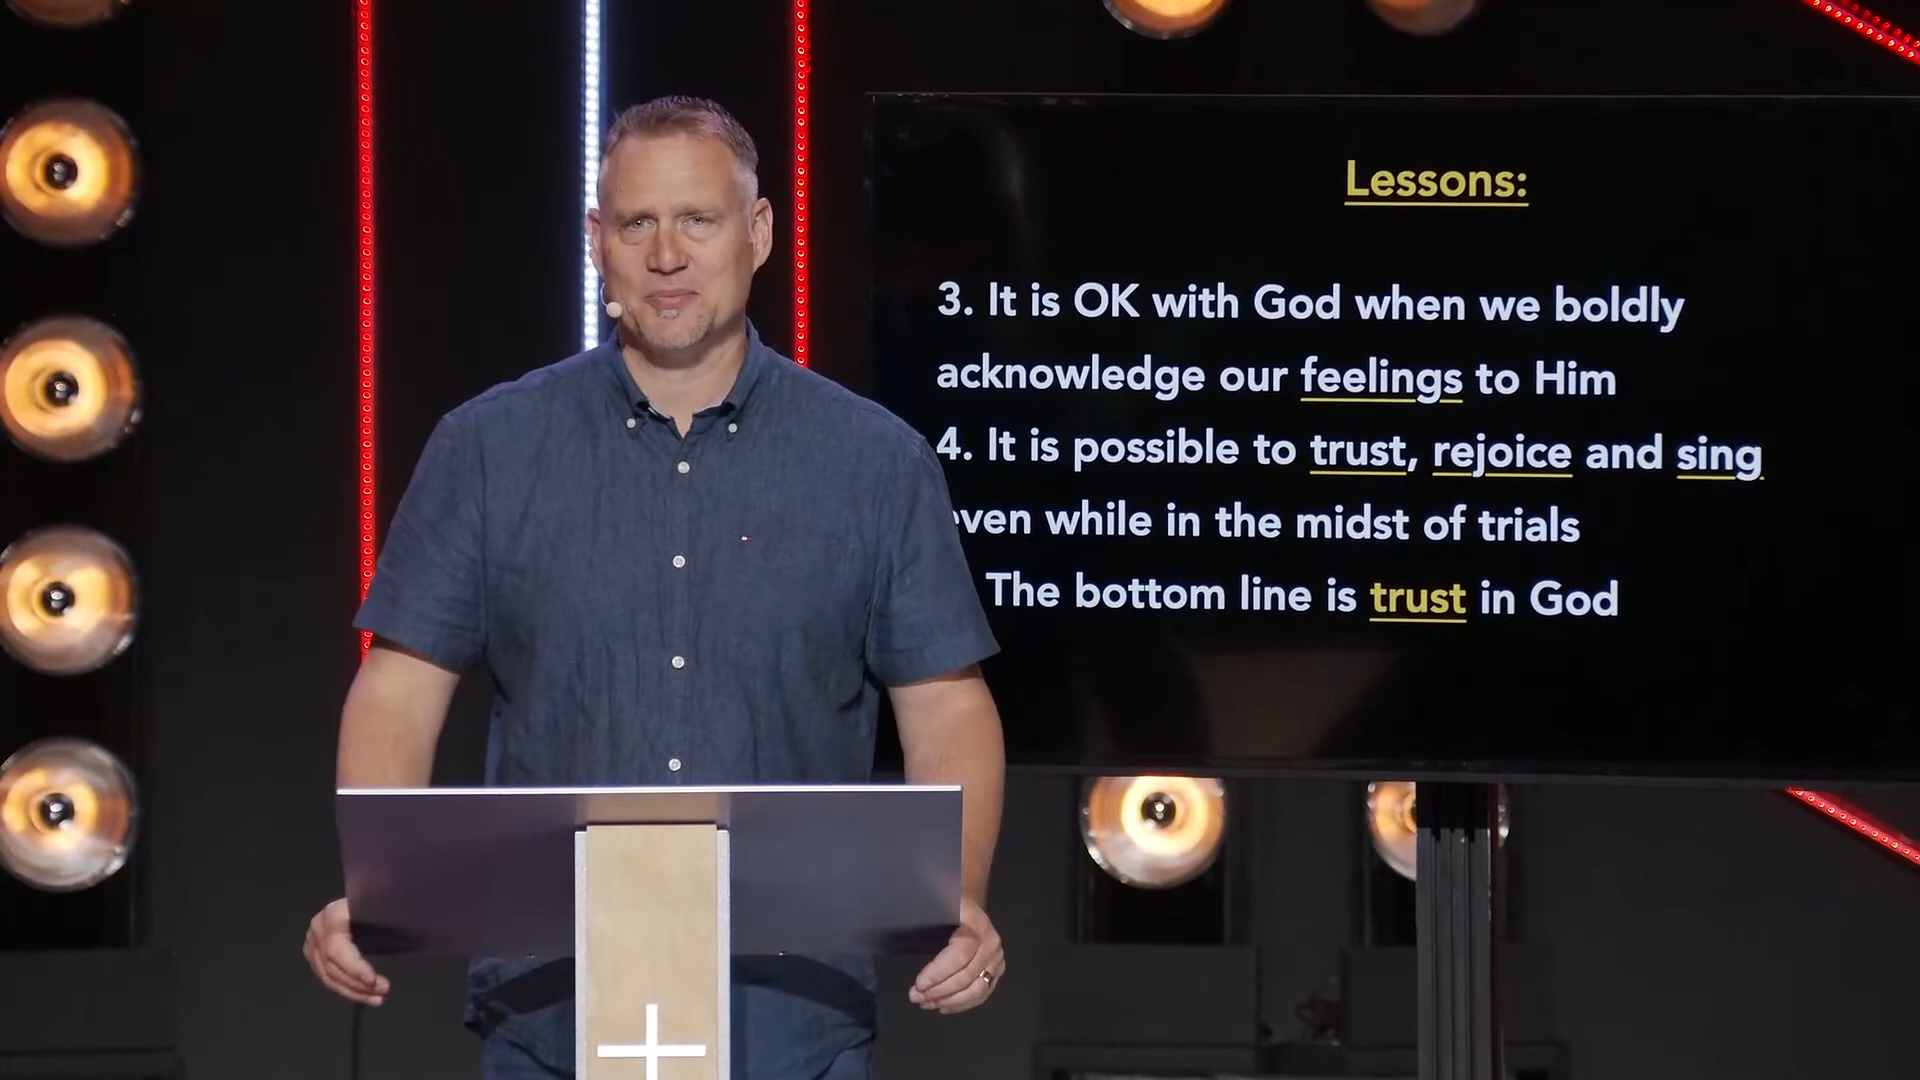 Lessons:
3. It is OK with God when we boldly
acknowledge our feelings to Him
4. It is possible to trust, rejoice and sing
even while in the midst of trials
The bottom line is trust in God